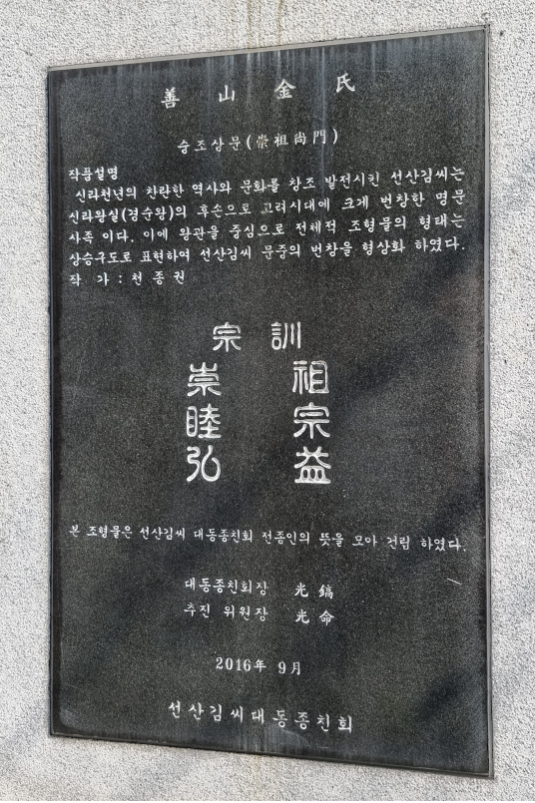 善 山 金 氏
숭조상문(崇祖尙門)
작품설명
신라천년의 찬란한 역사와 문화를 창조 발전시킨 선산김씨는
신라왕실(경순왕)의 후손으로 고려시대에 크게 번창한 명문
사족 이다. 이에 왕관을 중심으로 전체적 조형물의 형태는
상승구도로 표현하여 선산김씨 문중의 번창을 형상화 하였다.
작 가 : 천 종 권
宗 訓
崇 祖
睦 宗
弘 益
본 조형물은 선산김씨 대동종친회 전종인의 뜻을 모아 건립 하였다.
대동종친회장 光 鎬
추진 위원장 光 命
2016年 9月
선산김씨대동종친회